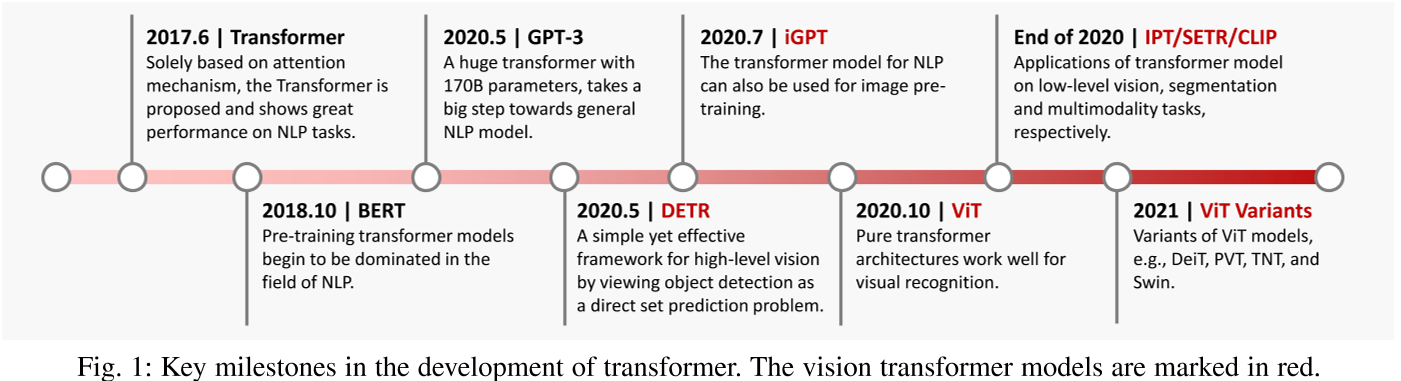 2017.6 | Transformer
Solely based on attention
mechanism, the Transformer is
proposed and shows great
performance on NLP tasks.
2018.10 | BERT
Pre-training transformer models
begin to be dominated in the
field of NLP.
2020.5 | GPT-3
A huge transformer with
170B parameters, takes a
big step towards general
NLP model.
2020.5 | DETR
A simple yet effective
framework for high-level vision
by viewing object detection as
a direct set prediction problem.
2020.7 | iGPT
The transformer model for NLP
can also be used for image pre-
training.
2020.10 | ViT
Pure transformer
architectures work well for
visual recognition.
End of 2020 | IPT/SETR/CLIP
Applications of transformer model
on low-level vision, segmentation
and multimodality tasks,
respectively.
2021 | ViT Variants
Variants of ViT models,
e.g., DeiT, PVT, TNT, and
Swin.
Fig. 1: Key milestones in the development of transformer. The vision transformer models are marked in red.